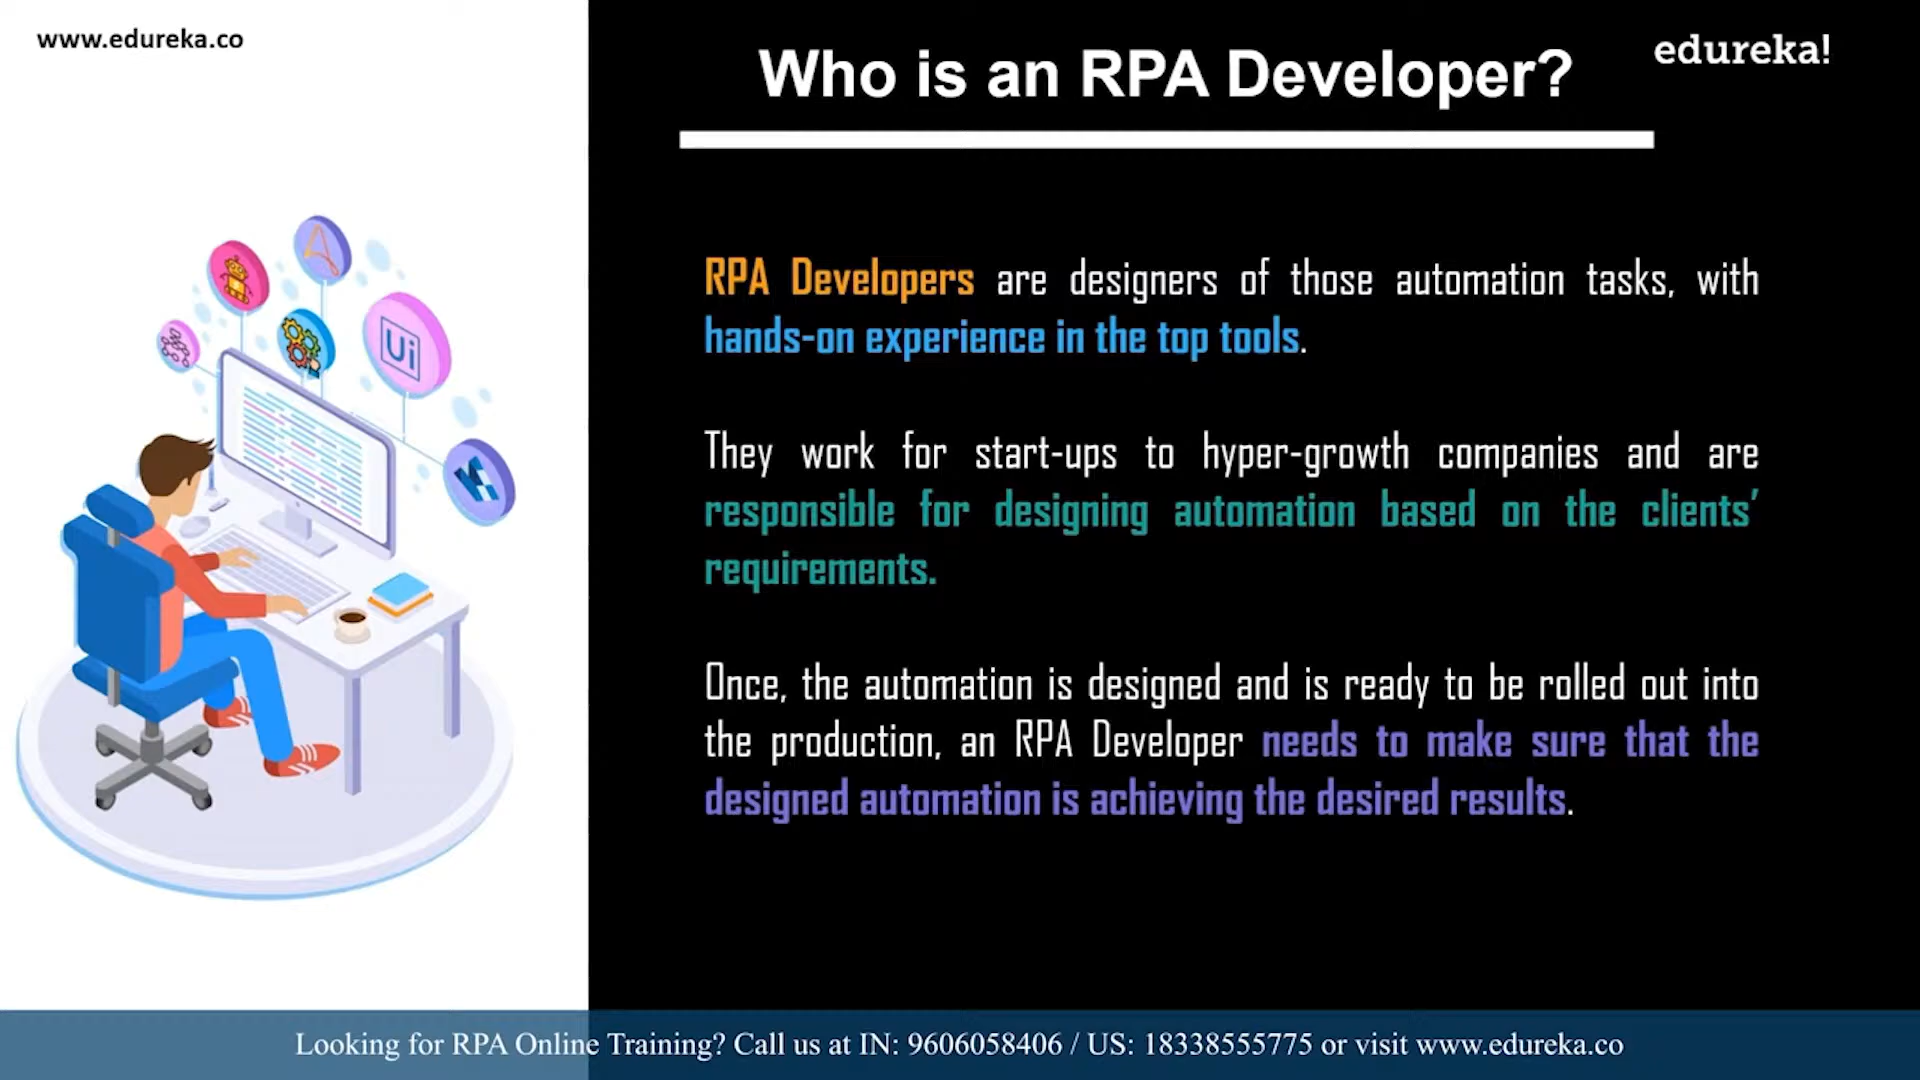 www.edureka.co
Who is an RPA Developer?
edureka!
RPA Developers are designers of those automation tasks, with
hands-on experience in the top tools.
They work for start-ups to hyper-growth companies and are
responsible for designing automation based on the clients’
requirements.
Once, the automation is designed and is ready to be rolled out into
the production, an RPA Developer needs to make sure that the
designed automation is achieving the desired results.
Ui
Looking for RPA Online Training? Call us at IN: 9606058406 / US: 18338555775 or visit www.edureka.co